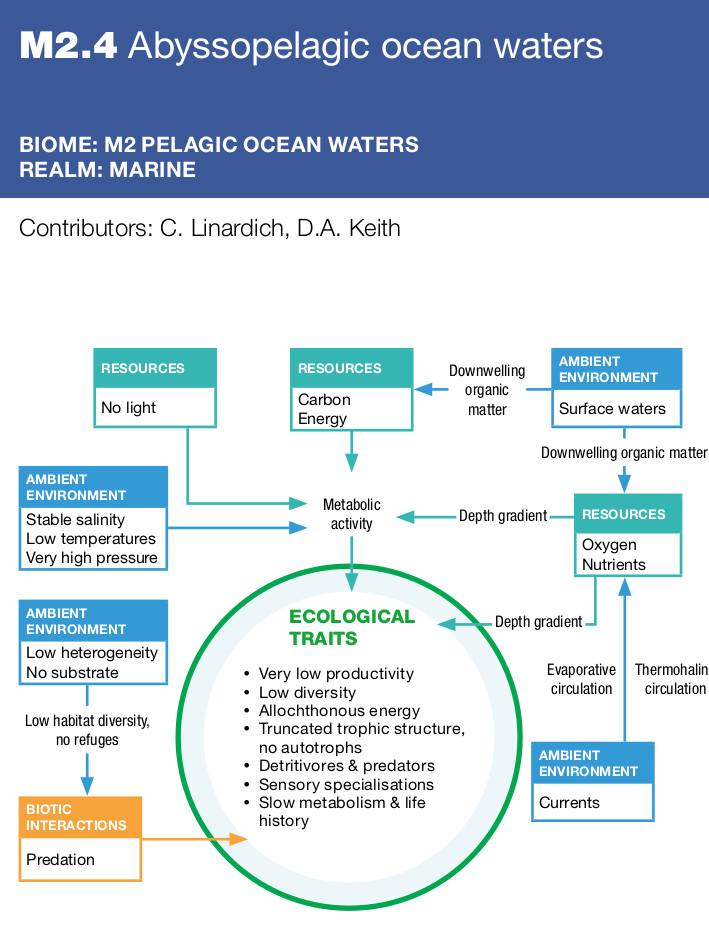 M2.4 Abyssopelagic ocean waters
BIOME: M2 PELAGIC OCEAN WATERS
REALM: MARINE
Contributors: C. Linardich, D.A. Keith
RESOURCES
No light
RESOURCES
Carbon
Energy
Downwelling
organic
matter
AMBIENT
ENVIRONMENT
Surface waters
Downwelling organic matter
AMBIENT
ENVIRONMENT
Stable salinity
Low temperatures
Very high pressure
Metabolic
activity
Depth gradient
RESOURCES
Oxygen
Nutrients
AMBIENT
ENVIRONMENT
Low heterogeneity
No substrate
Depth gradient
ECOLOGICAL
TRAITS
• Very low productivity
• Low diversity
• Allochthonous energy
• Truncated trophic structure,
no autotrophs
• Detritivores & predators
• Sensory specialisations
• Slow metabolism & life
history
Evaporative
circulation
Thermohalin
circulation
Low habitat diversity,
no refuges
AMBIENT
ENVIRONMENT
Currents
BIOTIC
INTERACTIONS
Predation